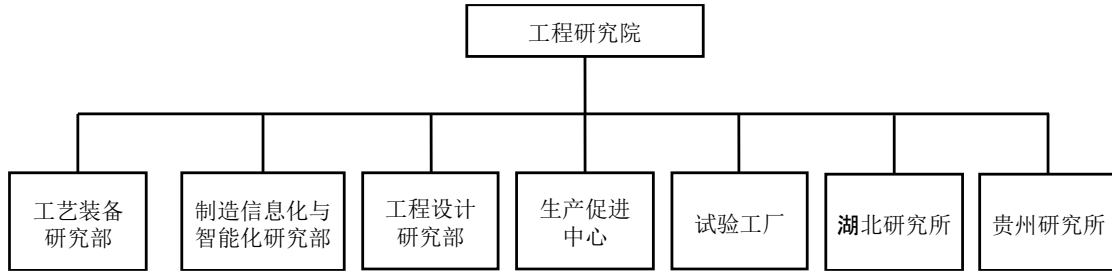 工程研究院
工艺装备
研究部
制造信息化与
智能化研究部
工程设计
研究部
生产促进
中心
试验工厂
湖北研究所
贵州研究所